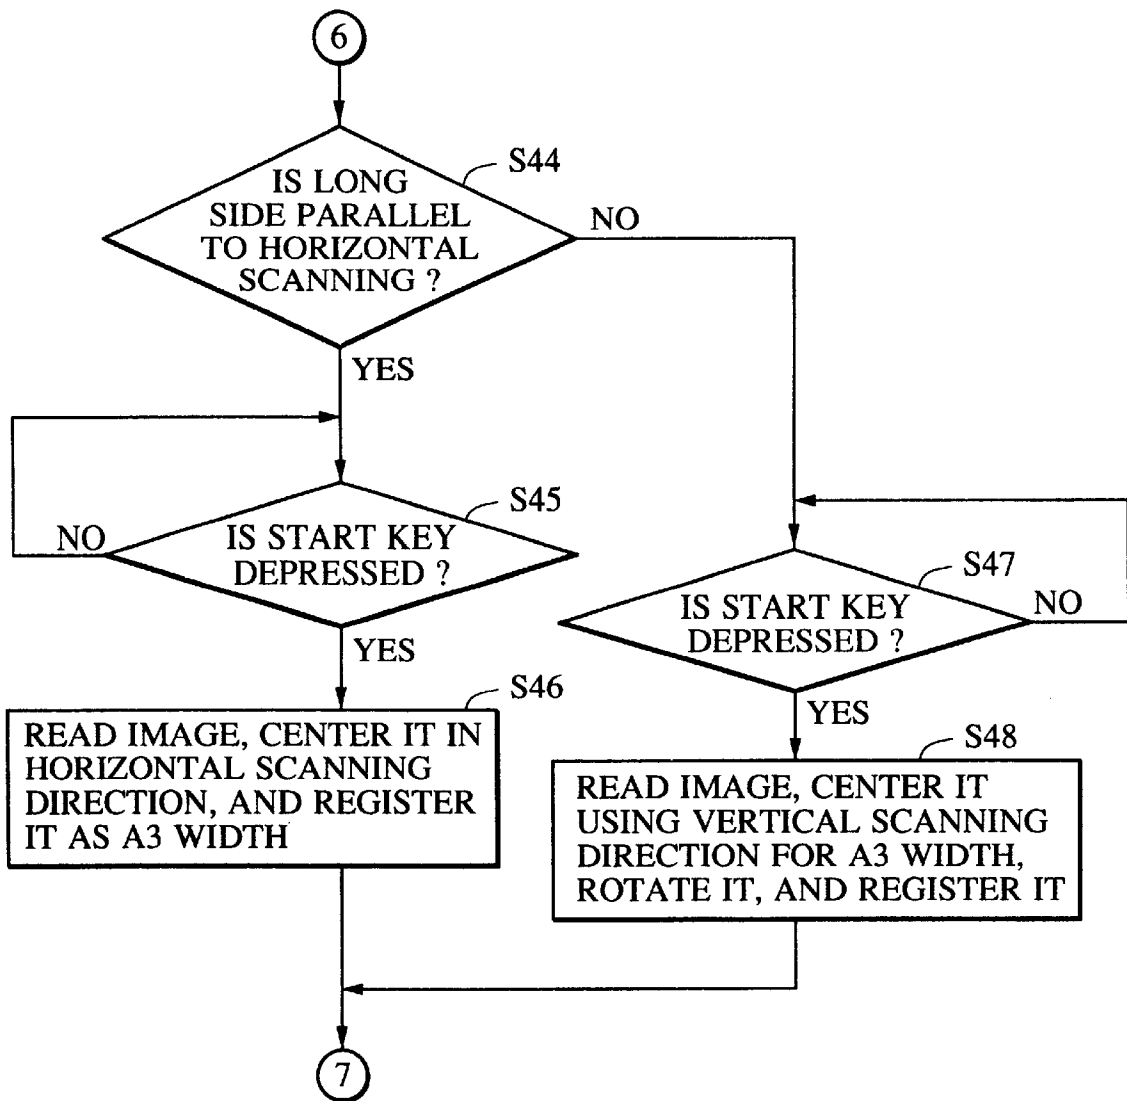 6
S44
IS LONG
SIDE PARALLEL
TO HORIZONTAL
SCANNING ?
NO
YES
S45
NO
IS START KEY
DEPRESSED ?
YES
S47
IS START KEY
DEPRESSED ?
NO
YES
S46
READ IMAGE, CENTER IT IN
HORIZONTAL SCANNING
DIRECTION, AND REGISTER
IT AS A3 WIDTH
S48
READ IMAGE, CENTER IT
USING VERTICAL SCANNING
DIRECTION FOR A3 WIDTH,
ROTATE IT, AND REGISTER IT
7